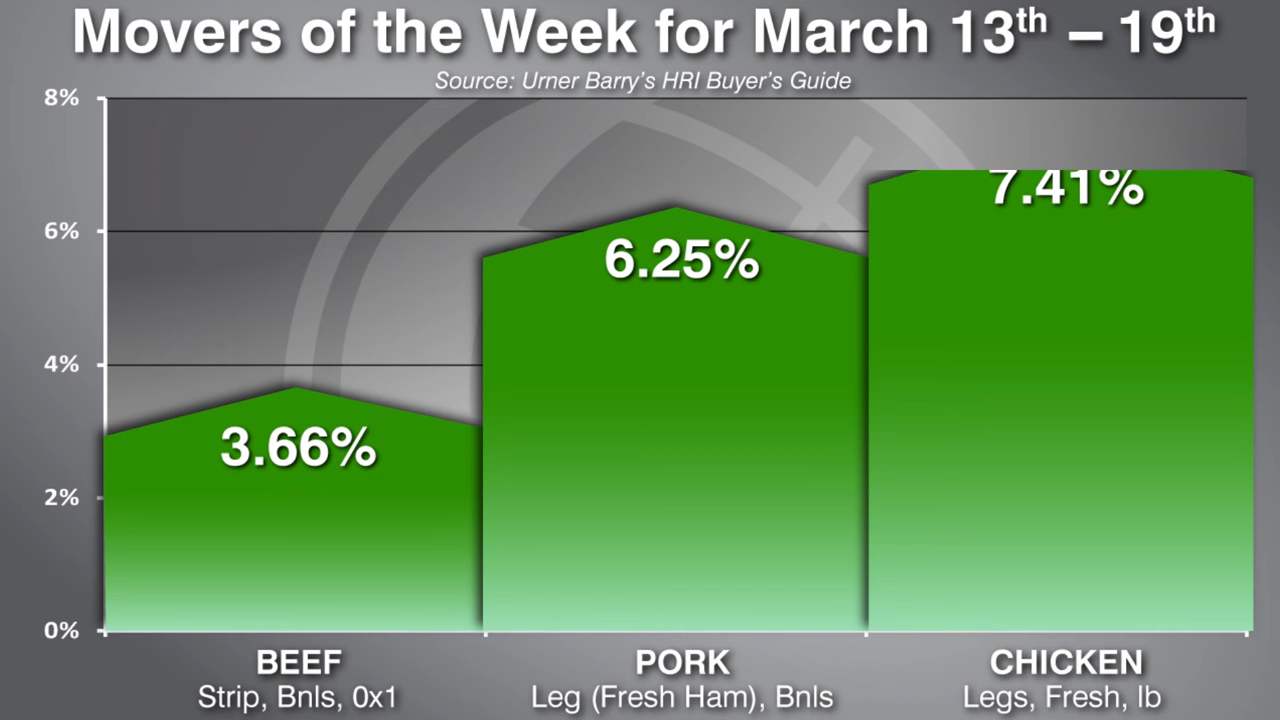 Movers of the Week for March 13th – 19th
Source: Urner Barry's HRI Buyer's Guide
8%
6%
4%
2%
0%
3.66%
6.25%
7.41%
BEEF
Strip, Bnls, 0x1
PORK
Leg (Fresh Ham), Bnls
CHICKEN
Legs, Fresh, lb